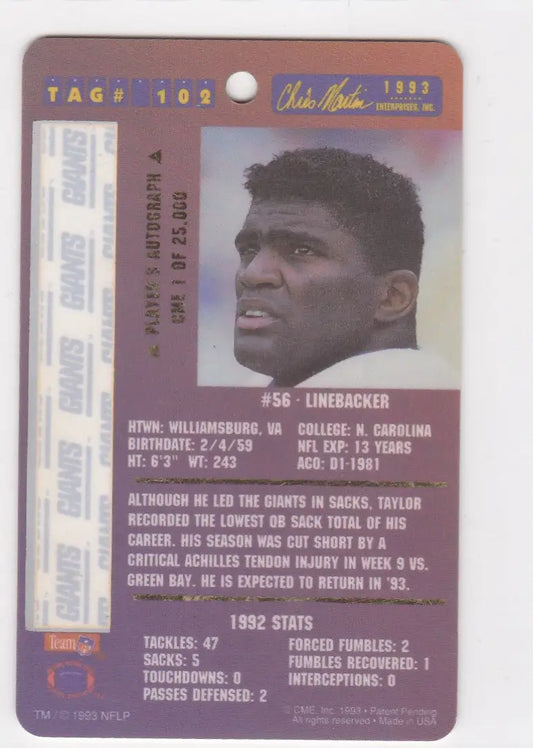 TAG# 102
Chris Martin 1993
ENTERPRISES, INC.
PLAYER'S AUTOGRAPH
CME 1 OF 25,000
GIANTS
GIANTS
GIANTS
GIANTS
GIANTS
#56 · LINEBACKER
HTWN: WILLIAMSBURG, VA COLLEGE: N. CAROLINA
BIRTHDATE: 2/4/59 NFL EXP: 13 YEARS
HT: 6'3" WT: 243 ACQ: D1-1981
ALTHOUGH HE LED THE GIANTS IN SACKS, TAYLOR
RECORDED THE LOWEST QB SACK TOTAL OF HIS
CAREER. HIS SEASON WAS CUT SHORT BY A
CRITICAL ACHILLES TENDON INJURY IN WEEK 9 VS.
GREEN BAY. HE IS EXPECTED TO RETURN IN '93.
1992 STATS
TACKLES: 47 FORCED FUMBLES: 2
SACKS: 5 FUMBLES RECOVERED: 1
TOUCHDOWNS: 0 INTERCEPTIONS: 0
PASSES DEFENSED: 2
Team NFL
TM / © 1993 NFLP
© CME, Inc. 1993 • Patent Pending
All rights reserved • Made in USA